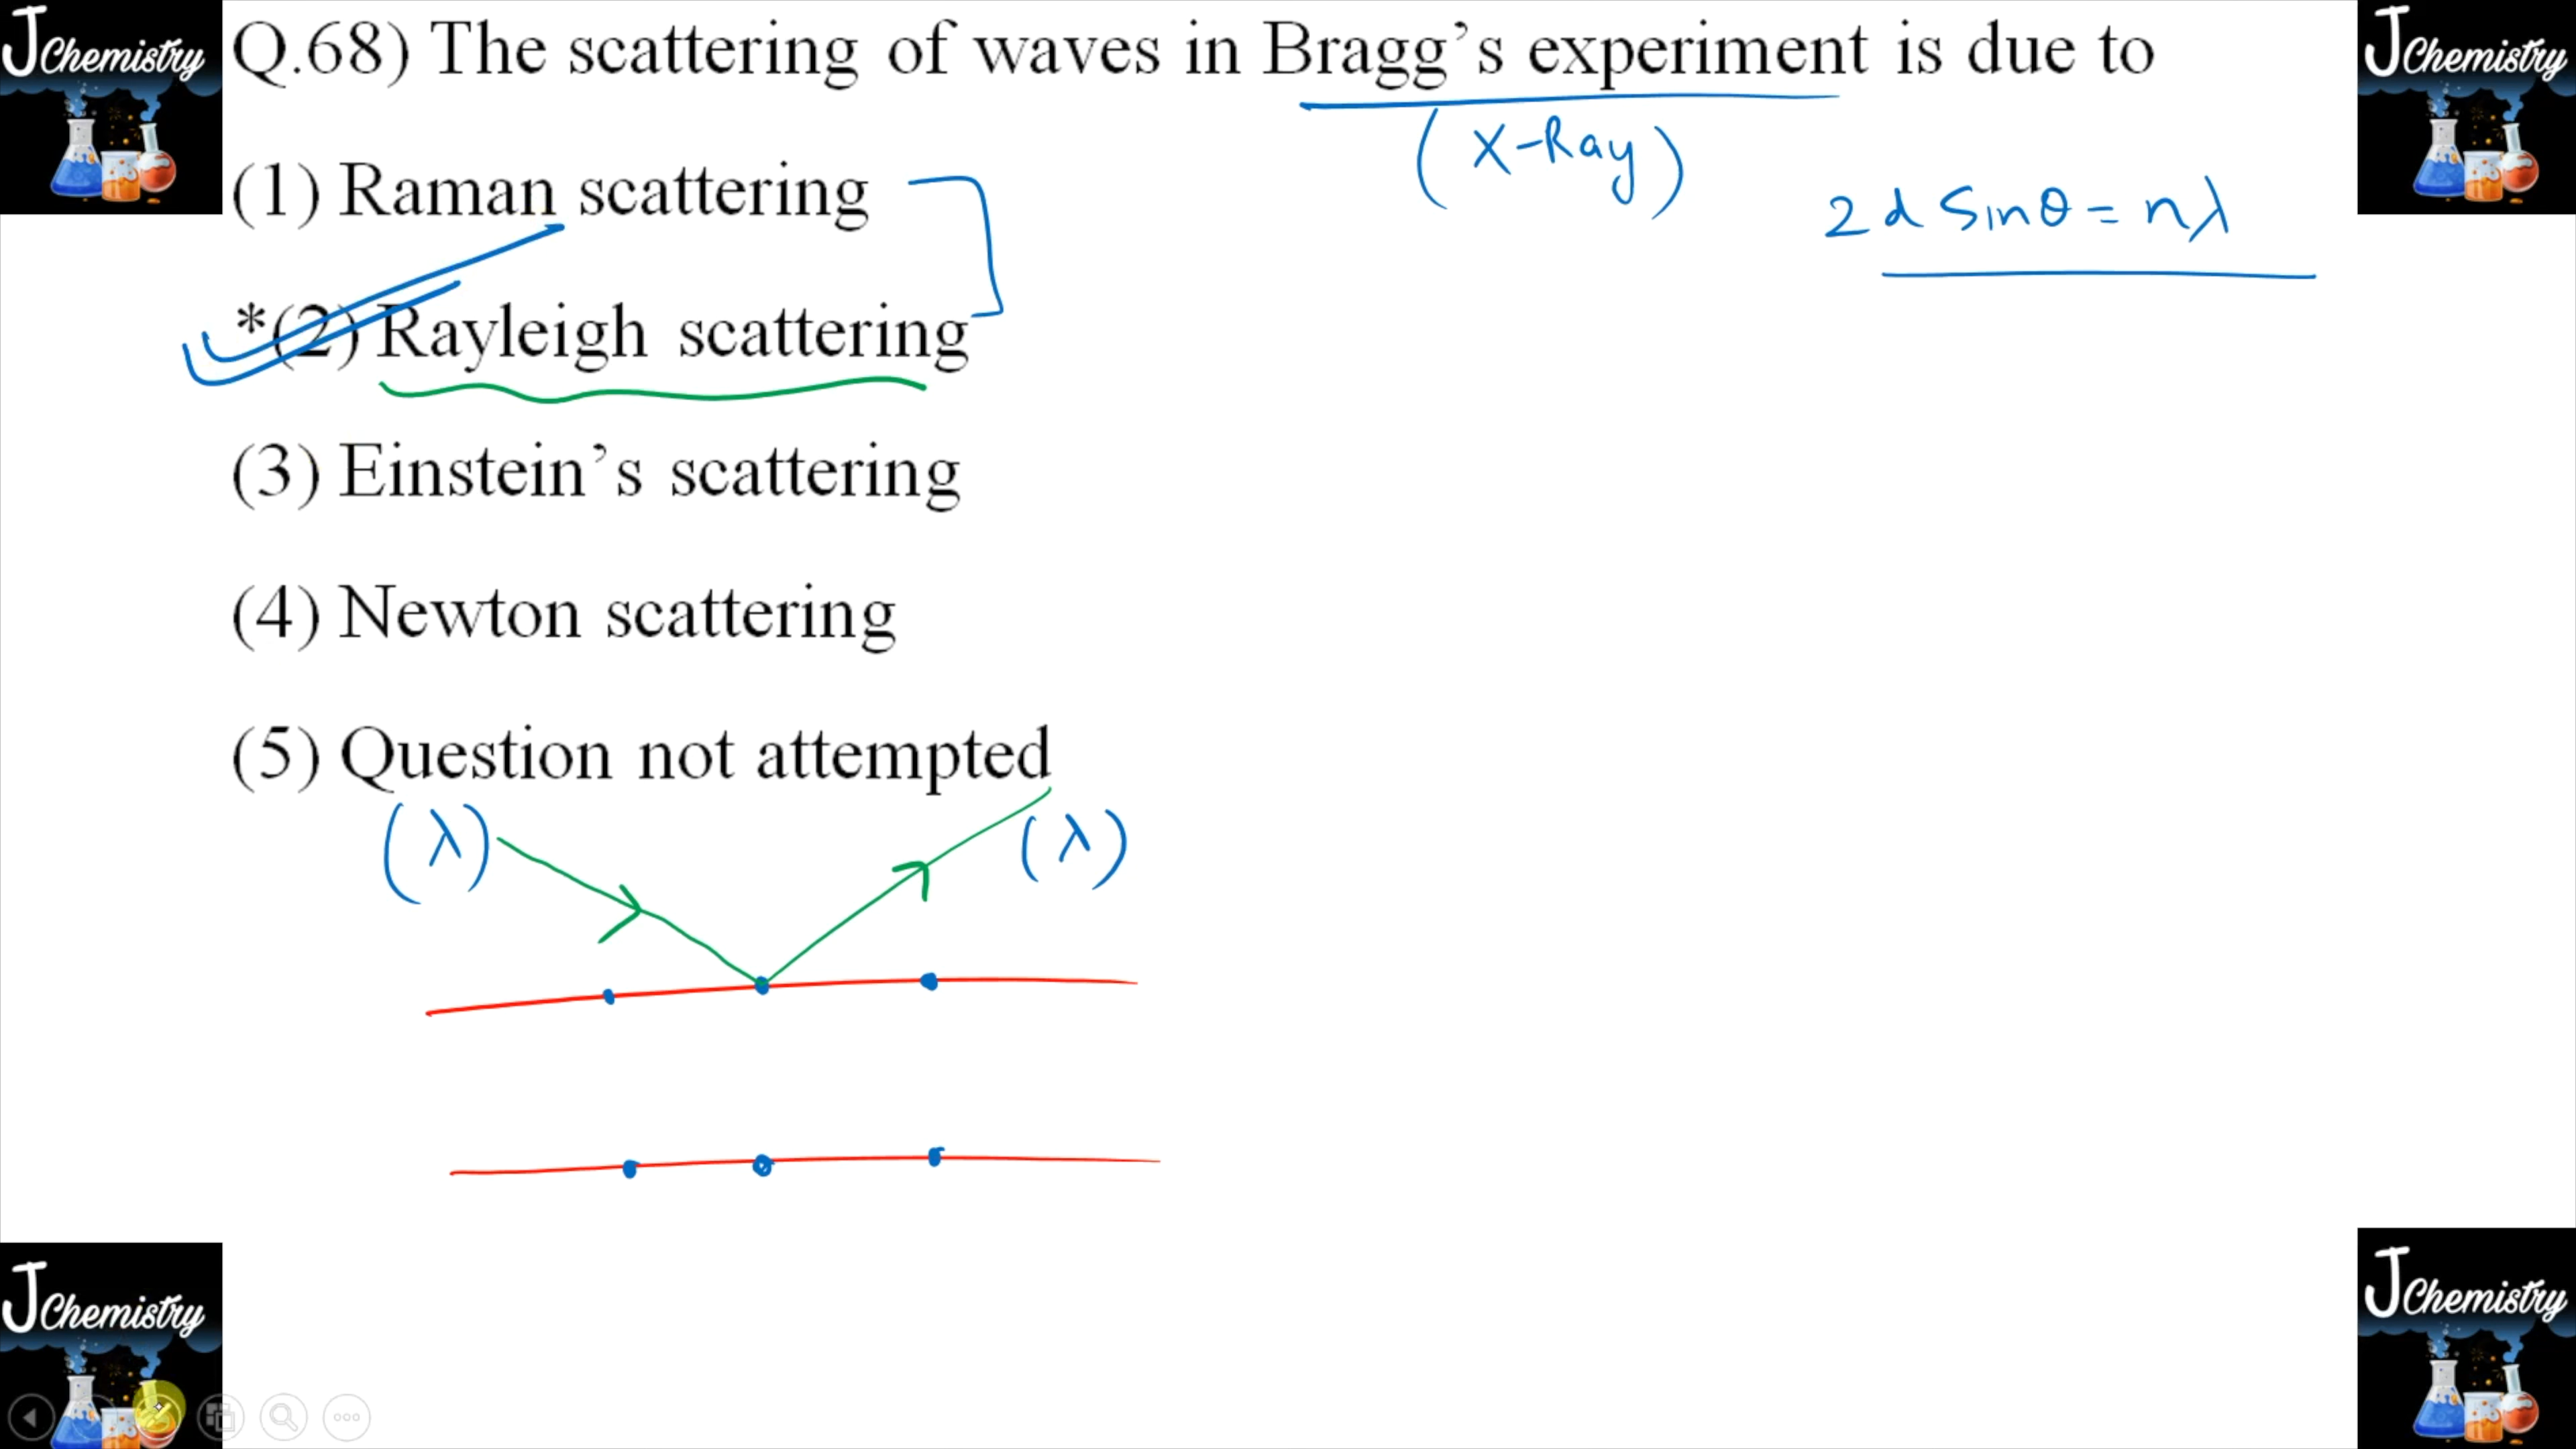 JChemistry
Q.68) The scattering of waves in Bragg’s experiment is due to
JChemistry
(X-Ray)
(1) Raman scattering
2d Sinθ = nλ
*(2) Rayleigh scattering
(3) Einstein’s scattering
(4) Newton scattering
(5) Question not attempted
(λ)
(λ)
JChemistry
JChemistry